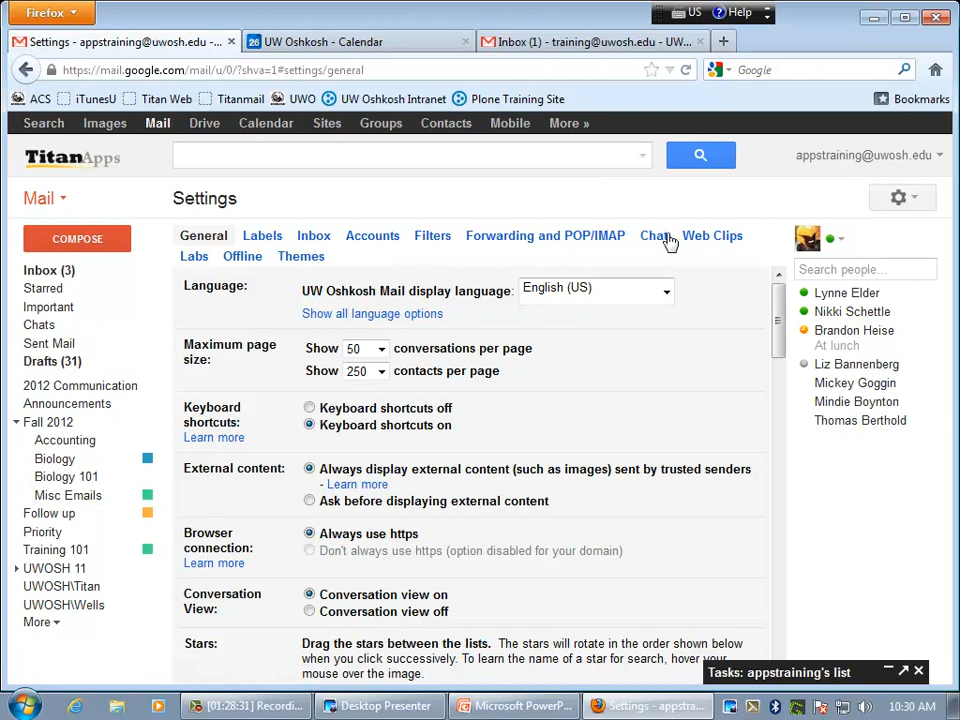 Firefox
US Help
Settings - appstraining@uwosh.edu -... × 26 UW Oshkosh - Calendar × Inbox (1) - training@uwosh.edu - UW... × +
https://mail.google.com/mail/u/0/?shva=1#settings/general
Google
ACS iTunesU Titan Web Titanmail UWO UW Oshkosh Intranet Plone Training Site Bookmarks
Search Images Mail Drive Calendar Sites Groups Contacts Mobile More »
TitanApps
appstraining@uwosh.edu
Mail
Settings
COMPOSE
General Labels Inbox Accounts Filters Forwarding and POP/IMAP Chat Web Clips
Labs Offline Themes
Inbox (3)
Starred
Important
Chats
Sent Mail
Drafts (31)
2012 Communication
Announcements
Fall 2012
Accounting
Biology
Biology 101
Misc Emails
Follow up
Priority
Training 101
UWOSH 11
UWOSH\Titan
UWOSH\Wells
More
Language:
UW Oshkosh Mail display language: English (US)
Show all language options
Maximum page size:
Show 50 conversations per page
Show 250 contacts per page
Keyboard shortcuts:
Learn more
Keyboard shortcuts off
Keyboard shortcuts on
External content:
Always display external content (such as images) sent by trusted senders
- Learn more
Ask before displaying external content
Browser connection:
Learn more
Always use https
Don't always use https (option disabled for your domain)
Conversation View:
Conversation view on
Conversation view off
Stars:
Drag the stars between the lists. The stars will rotate in the order shown below
when you click successively. To learn the name of a star for search, hover your
mouse over the image.
Search people...
Lynne Elder
Nikki Schettle
Brandon Heise
At lunch
Liz Bannenberg
Mickey Goggin
Mindie Boynton
Thomas Berthold
Tasks: appstraining's list
[01:28:31] Recordi... Desktop Presenter Microsoft PowerP... Settings - appstra... 10:30 AM